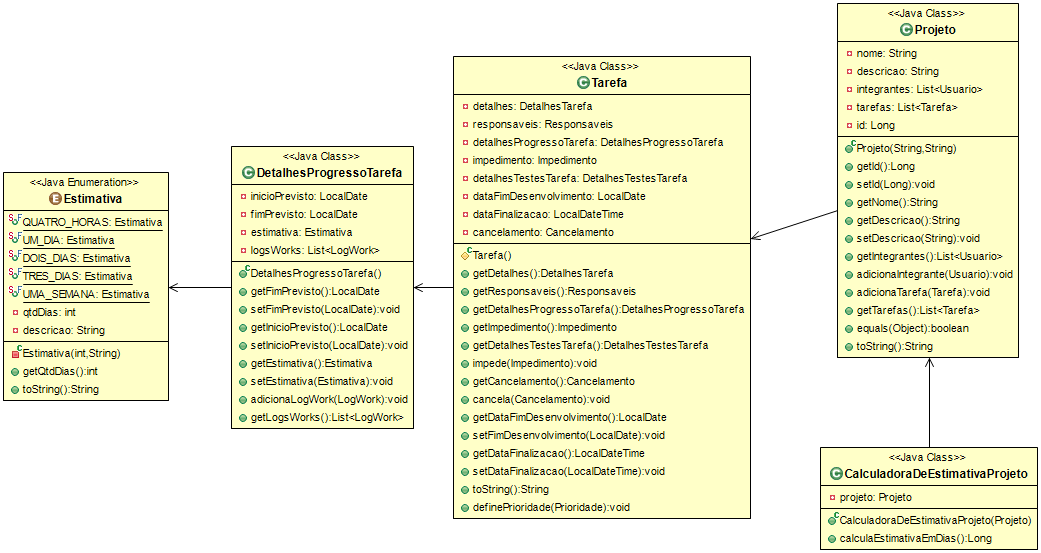 <<Java Class>>
Projeto
nome: String
descricao: String
integrantes: List<Usuario>
tarefas: List<Tarefa>
id: Long
Projeto(String,String)
getId():Long
setId(Long):void
getNome():String
getDescricao():String
setDescricao(String):void
getIntegrantes():List<Usuario>
adicionaIntegrante(Usuario):void
adicionaTarefa(Tarefa):void
getTarefas():List<Tarefa>
equals(Object):boolean
toString():String
<<Java Class>>
Tarefa
detalhes: DetalhesTarefa
responsaveis: Responsaveis
detalhesProgressoTarefa: DetalhesProgressoTarefa
impedimento: Impedimento
detalhesTestesTarefa: DetalhesTestesTarefa
dataFimDesenvolvimento: LocalDate
dataFinalizacao: LocalDateTime
cancelamento: Cancelamento
Tarefa()
getDetalhes():DetalhesTarefa
getResponsaveis():Responsaveis
getDetalhesProgressoTarefa():DetalhesProgressoTarefa
getImpedimento():Impedimento
getDetalhesTestesTarefa():DetalhesTestesTarefa
impede(Impedimento):void
getCancelamento():Cancelamento
cancela(Cancelamento):void
getDataFimDesenvolvimento():LocalDate
setFimDesenvolvimento(LocalDate):void
getDataFinalizacao():LocalDateTime
setDataFinalizacao(LocalDateTime):void
toString():String
definePrioridade(Prioridade):void
<<Java Class>>
DetalhesProgressoTarefa
inicioPrevisto: LocalDate
fimPrevisto: LocalDate
estimativa: Estimativa
logsWorks: List<LogWork>
DetalhesProgressoTarefa()
getFimPrevisto():LocalDate
setFimPrevisto(LocalDate):void
getInicioPrevisto():LocalDate
setInicioPrevisto(LocalDate):void
getEstimativa():Estimativa
setEstimativa(Estimativa):void
adicionaLogWork(LogWork):void
getLogsWorks():List<LogWork>
<<Java Enumeration>>
Estimativa
QUATRO_HORAS: Estimativa
UM_DIA: Estimativa
DOIS_DIAS: Estimativa
TRES_DIAS: Estimativa
UMA_SEMANA: Estimativa
qtdDias: int
descricao: String
Estimativa(int,String)
getQtdDias():int
toString():String
<<Java Class>>
CalculadoraDeEstimativaProjeto
projeto: Projeto
CalculadoraDeEstimativaProjeto(Projeto)
calculaEstimativaEmDias():Long